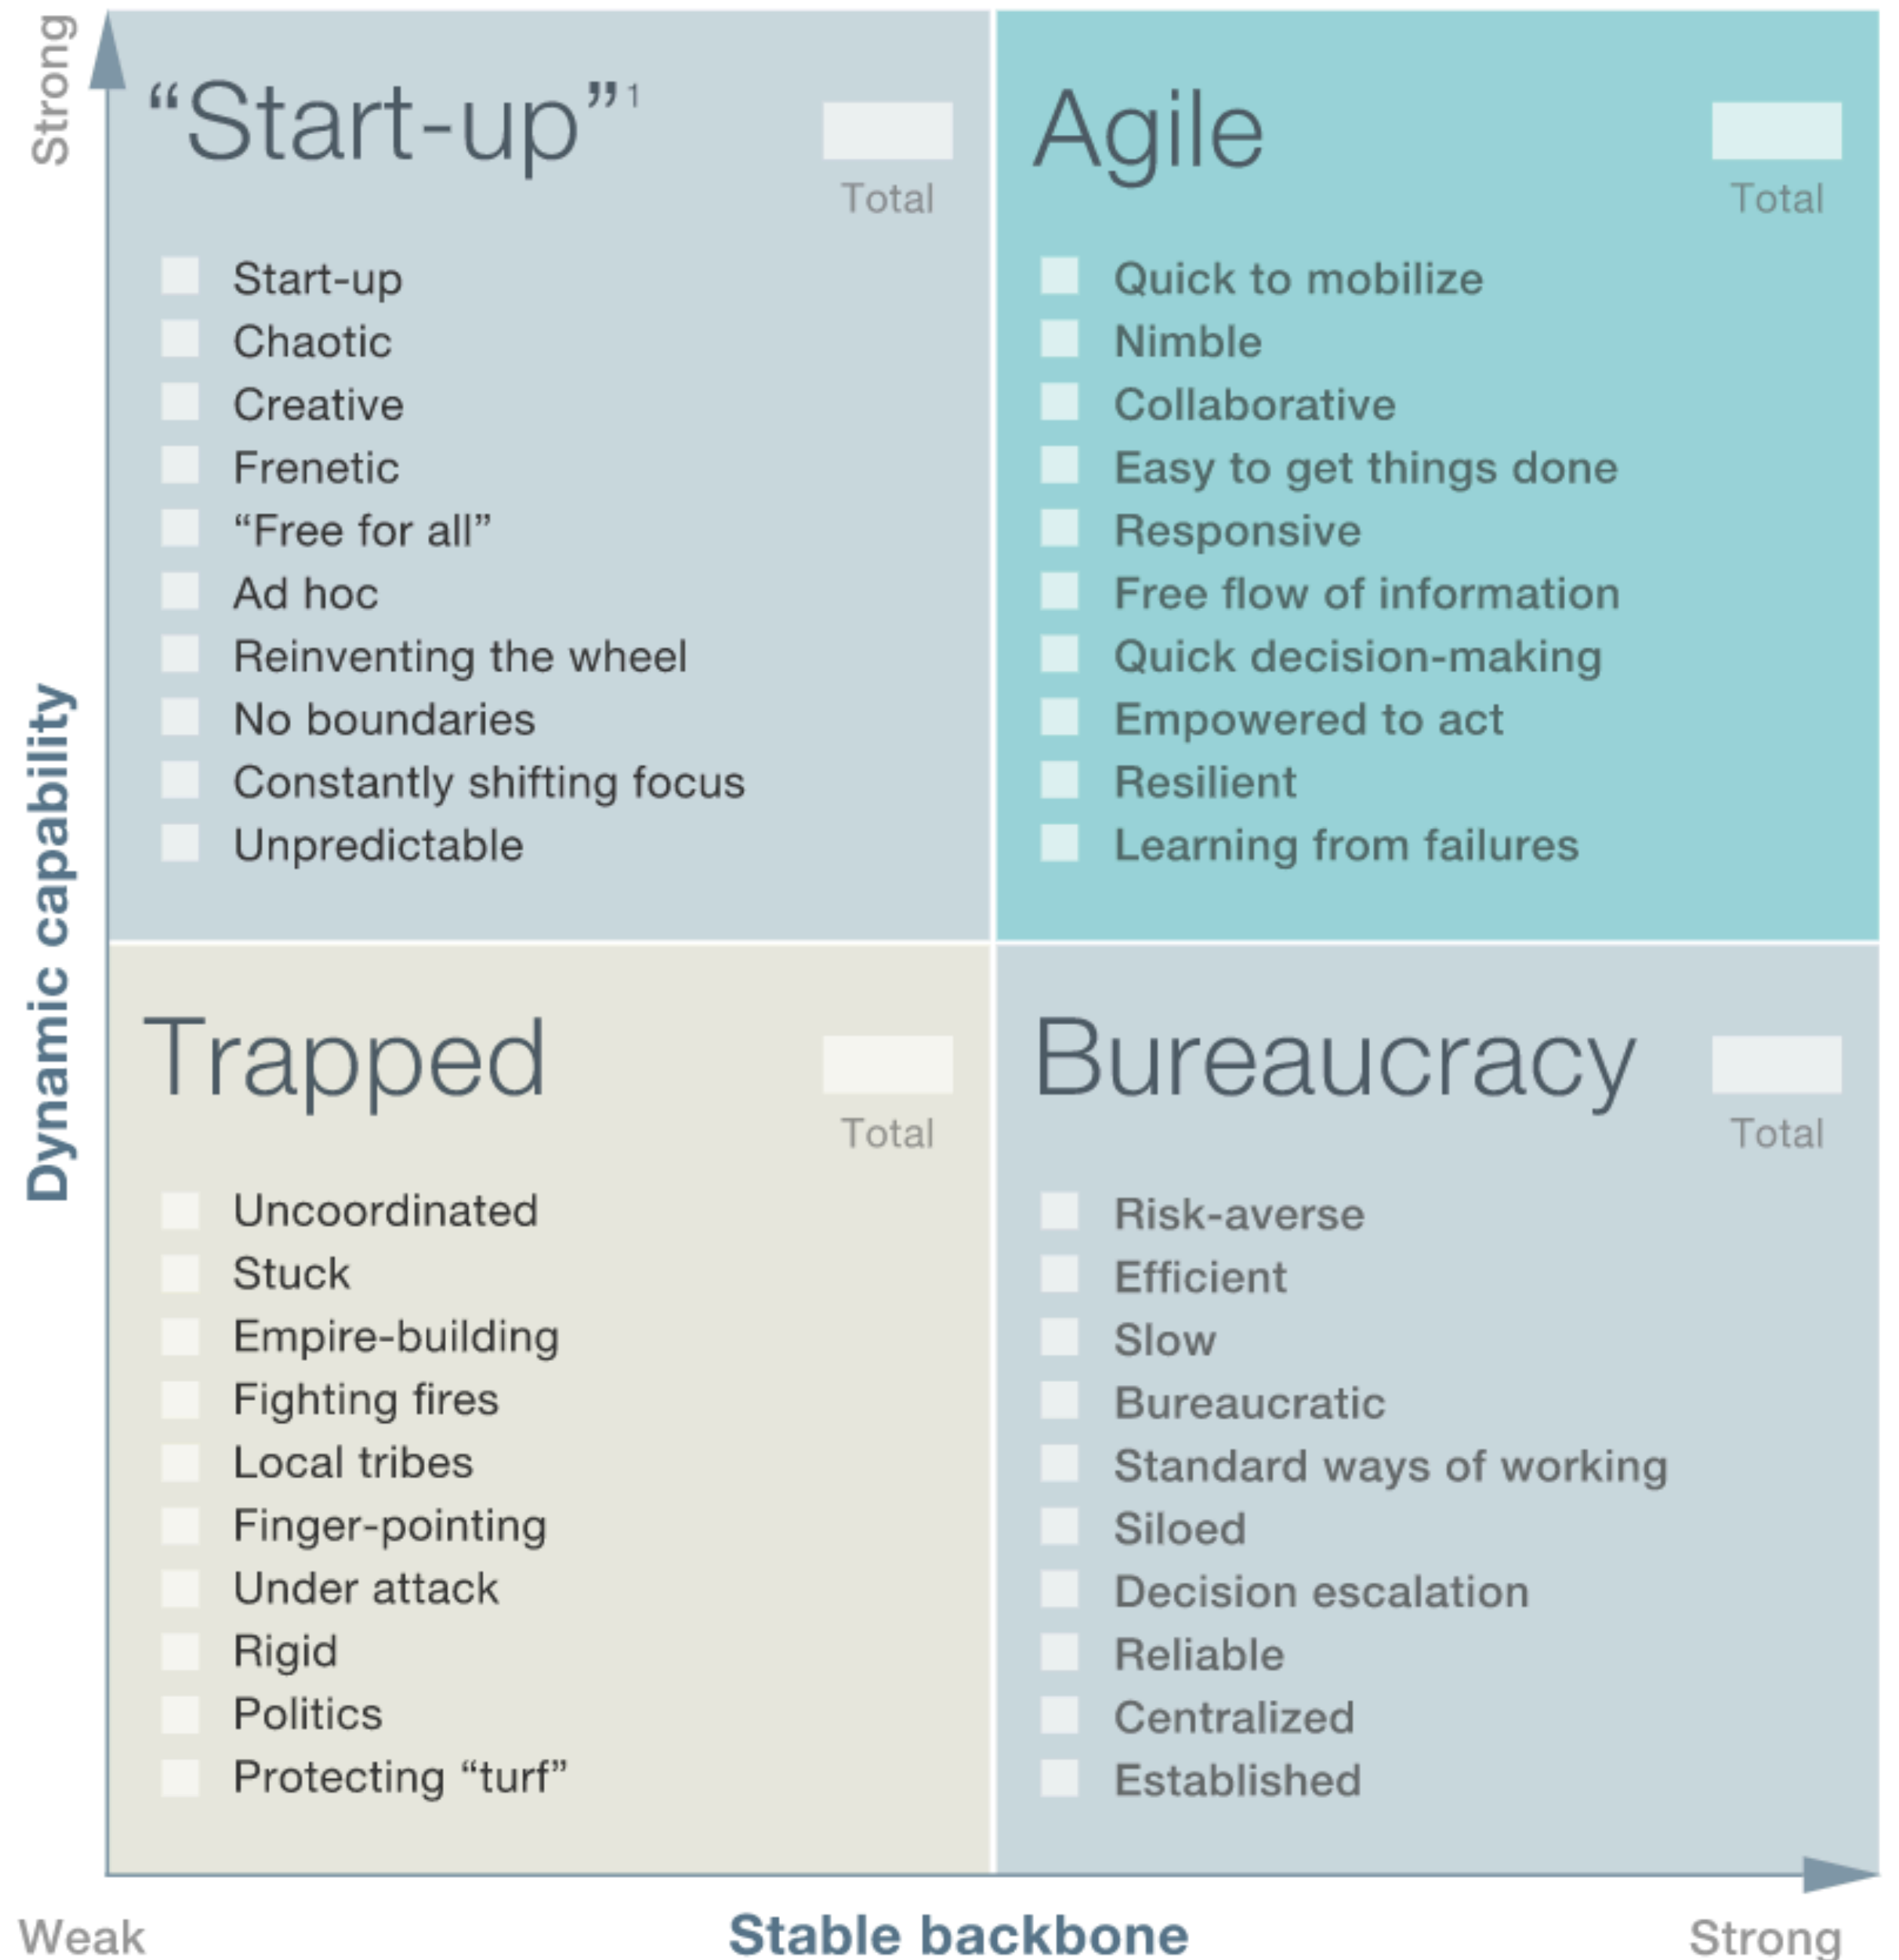 Strong
“Start-up”1
Total
Start-up
Chaotic
Creative
Frenetic
“Free for all”
Ad hoc
Reinventing the wheel
No boundaries
Constantly shifting focus
Unpredictable
Agile
Total
Quick to mobilize
Nimble
Collaborative
Easy to get things done
Responsive
Free flow of information
Quick decision-making
Empowered to act
Resilient
Learning from failures
Dynamic capability
Trapped
Total
Uncoordinated
Stuck
Empire-building
Fighting fires
Local tribes
Finger-pointing
Under attack
Rigid
Politics
Protecting “turf”
Bureaucracy
Total
Risk-averse
Efficient
Slow
Bureaucratic
Standard ways of working
Siloed
Decision escalation
Reliable
Centralized
Established
Weak
Stable backbone
Strong